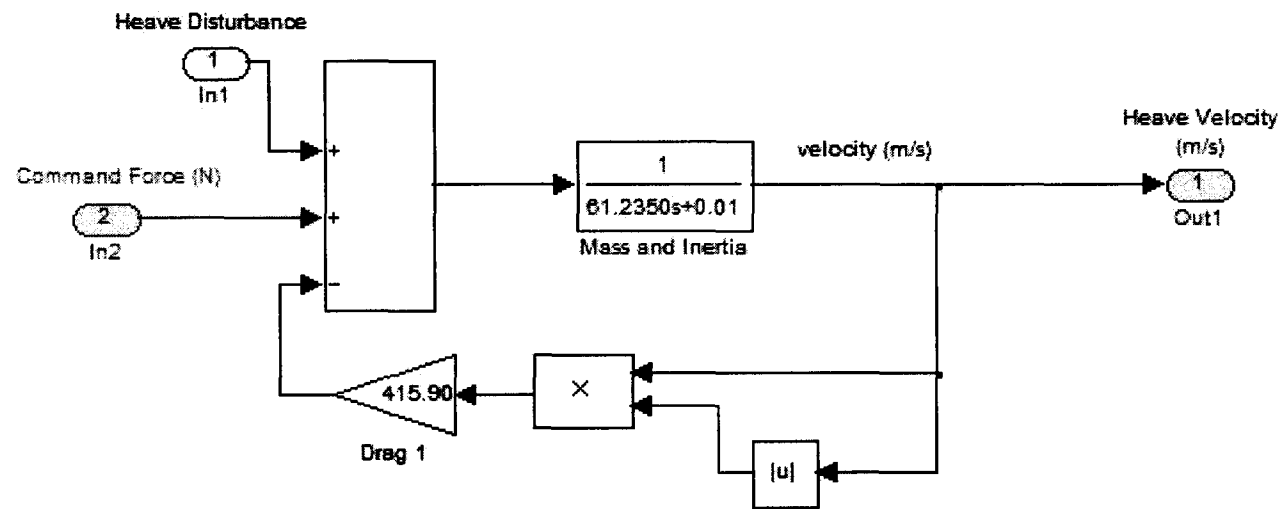 Heave Disturbance
1
In1
Command Force (N)
2
In2
+
+
−
1
61.2350s+0.01
Mass and Inertia
velocity (m/s)
Heave Velocity
(m/s)
1
Out1
415.90
Drag 1
×
|u|